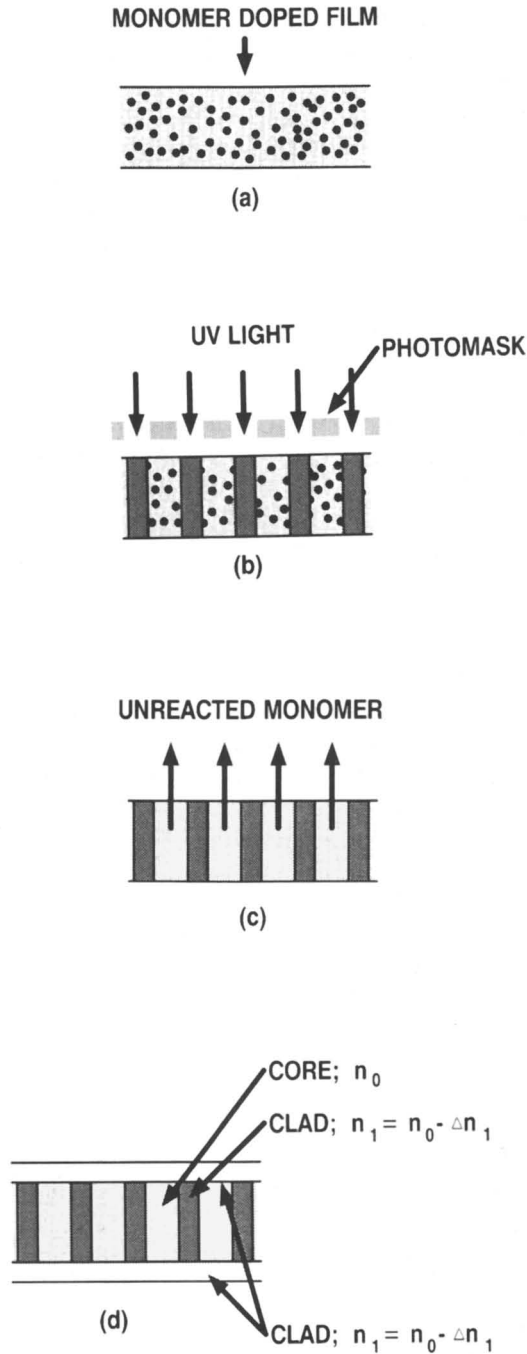 MONOMER DOPED FILM
(a)
UV LIGHT
PHOTOMASK
(b)
UNREACTED MONOMER
(c)
CORE; n₀
CLAD; n₁ = n₀- △n₁
(d)
CLAD; n₁ = n₀- △n₁